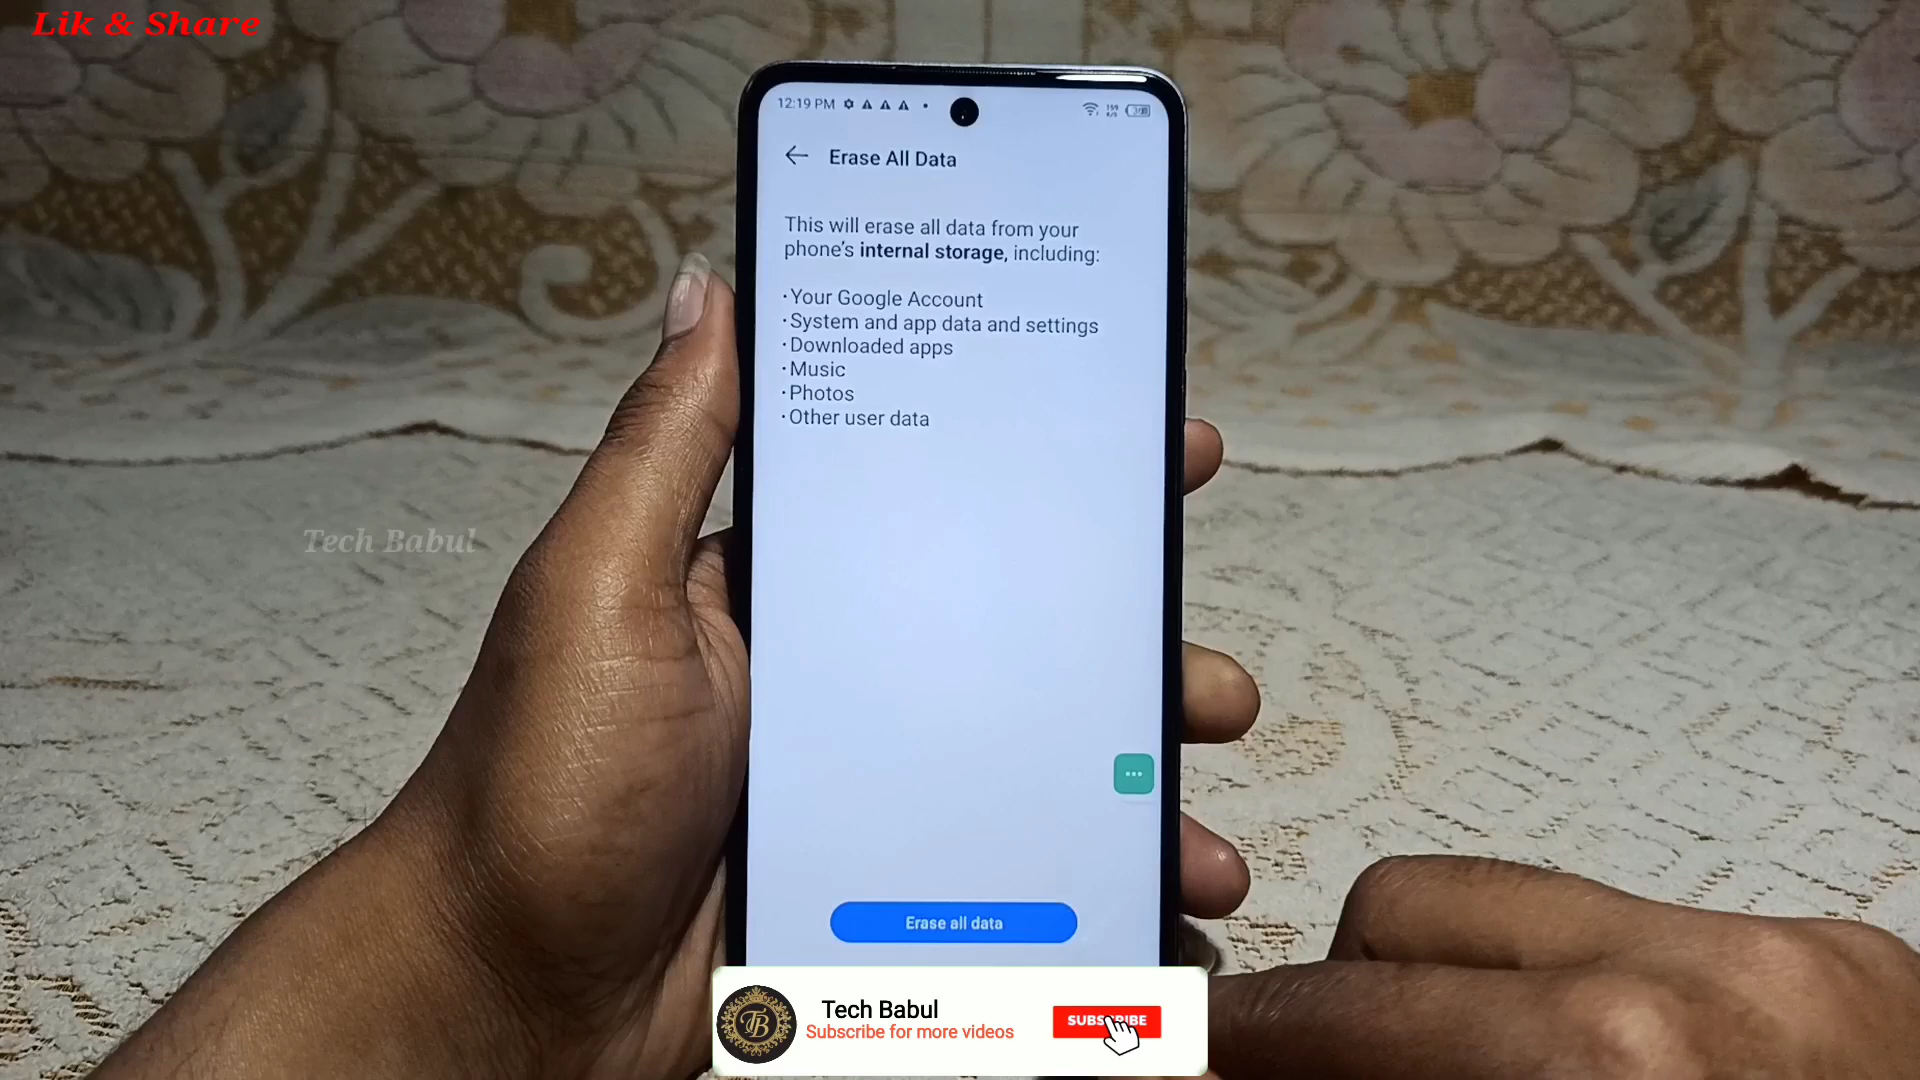 Lik & Share
12:19 PM
Erase All Data
This will erase all data from your
phone's internal storage, including:
·Your Google Account
·System and app data and settings
·Downloaded apps
·Music
·Photos
·Other user data
Tech Babul
Erase all data
Tech Babul
Subscribe for more videos
TB